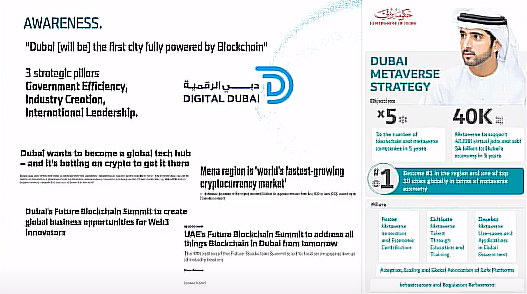 AWARENESS.
"Dubai [will be] the first city fully powered by Blockchain"
3 strategic pillars
Government Efficiency,
Industry Creation,
International Leadership.
دبي الرقمية
DIGITAL DUBAI
Dubai wants to become a global tech hub
– and it's betting on crypto to get it there
Mena region is 'world's fastest-growing
cryptocurrency market'
Dubai's Future Blockchain Summit to create
global business opportunities for Web3
innovators
UAE's Future Blockchain Summit to address all
things Blockchain in Dubai from tomorrow
DUBAI
METAVERSE
STRATEGY
Objectives
x5
40K
To the number of
blockchain and metaverse
companies in 5 years
Metaverse to support
virtual jobs and add
$4 billion to Dubai's
economy in 5 years
#1
Become #1 in the region and one of top
10 cities globally in terms of metaverse
economy
Pillars
Foster
Metaverse
Innovation
and Economic
Contribution
Cultivate
Metaverse
Talent
Through
Education and
Training
Develop
Metaverse
Use-cases and
Applications
in Dubai
Government
Adoption, Scaling and Global Promotion of Safe Platforms
Infrastructure and Regulation Refinement